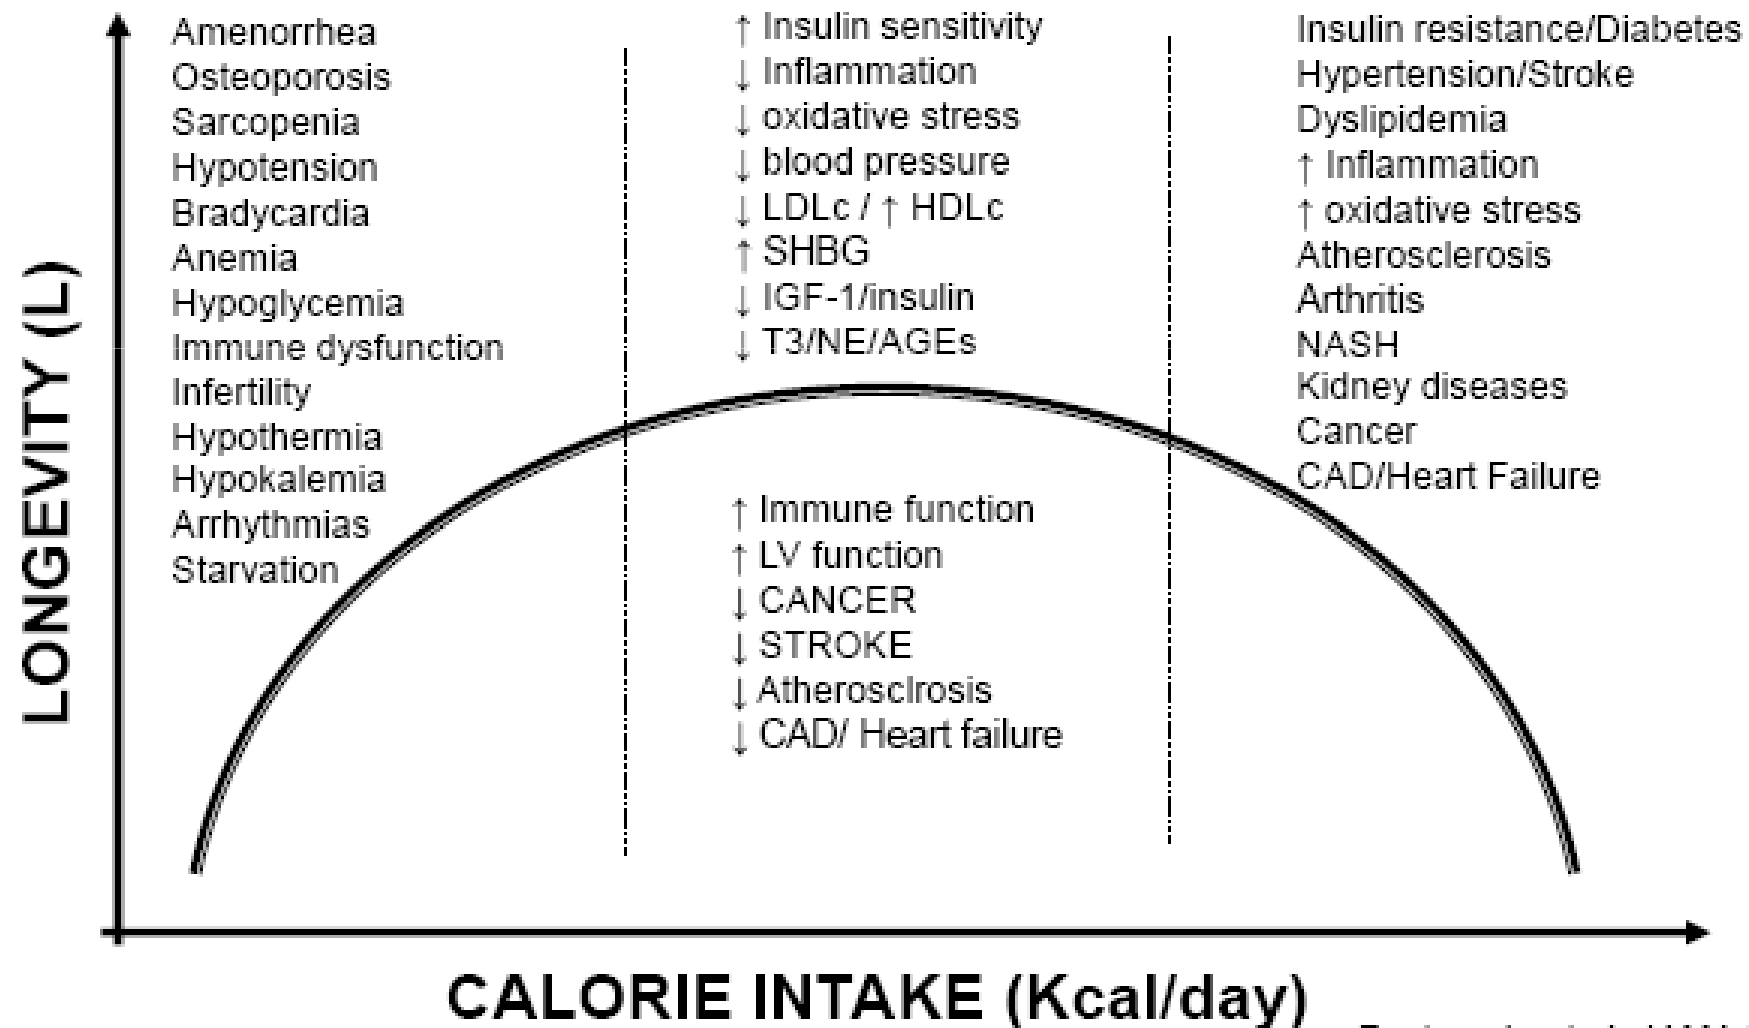 LONGEVITY (L)
Amenorrhea
Osteoporosis
Sarcopenia
Hypotension
Bradycardia
Anemia
Hypoglycemia
Immune dysfunction
Infertility
Hypothermia
Hypokalemia
Arrhythmias
Starvation
↑ Insulin sensitivity
↓ Inflammation
↓ oxidative stress
↓ blood pressure
↓ LDLc / ↑ HDLc
↑ SHBG
↓ IGF-1/insulin
↓ T3/NE/AGEs
↑ Immune function
↑ LV function
↓ CANCER
↓ STROKE
↓ Atherosclrosis
↓ CAD/ Heart failure
Insulin resistance/Diabetes
Hypertension/Stroke
Dyslipidemia
↑ Inflammation
↑ oxidative stress
Atherosclerosis
Arthritis
NASH
Kidney diseases
Cancer
CAD/Heart Failure
CALORIE INTAKE (Kcal/day)